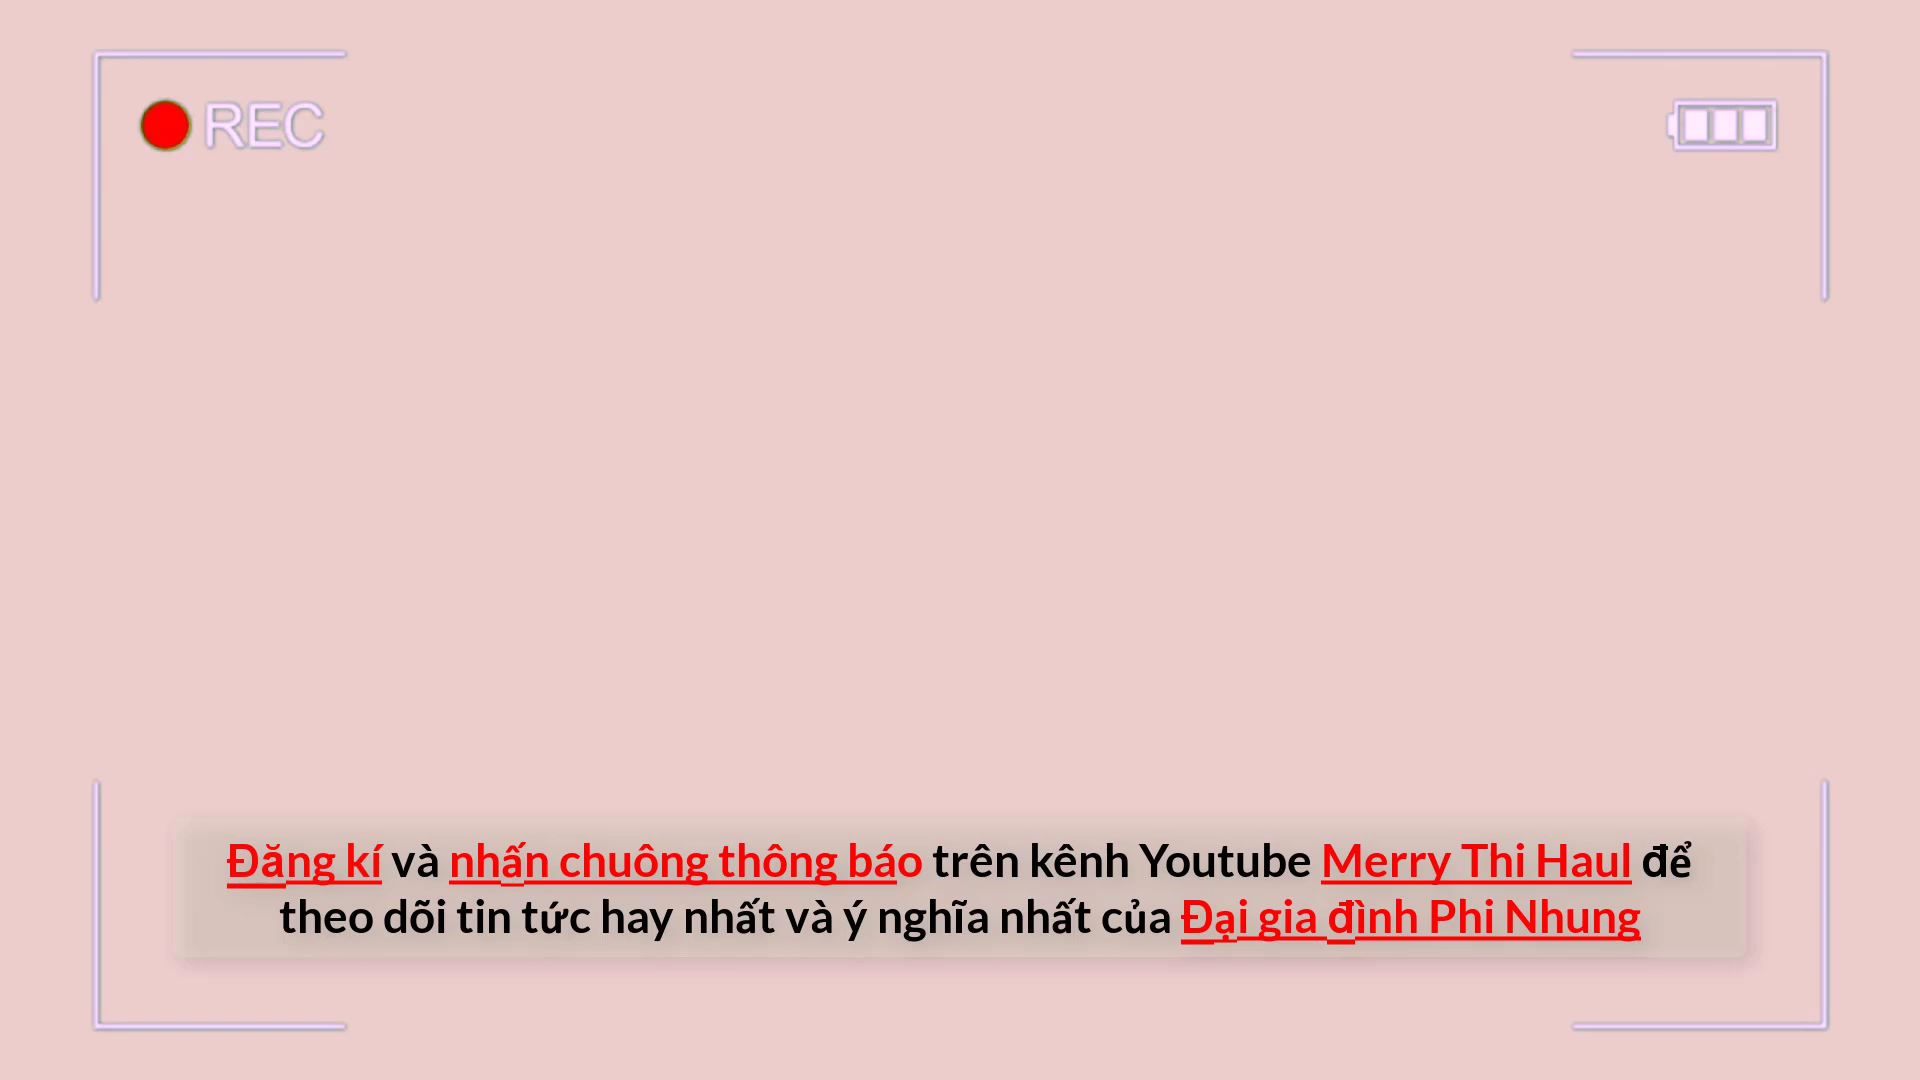 REC
Đăng kí và nhấn chuông thông báo trên kênh Youtube Merry Thi Haul để
theo dõi tin tức hay nhất và ý nghĩa nhất của Đại gia đình Phi Nhung